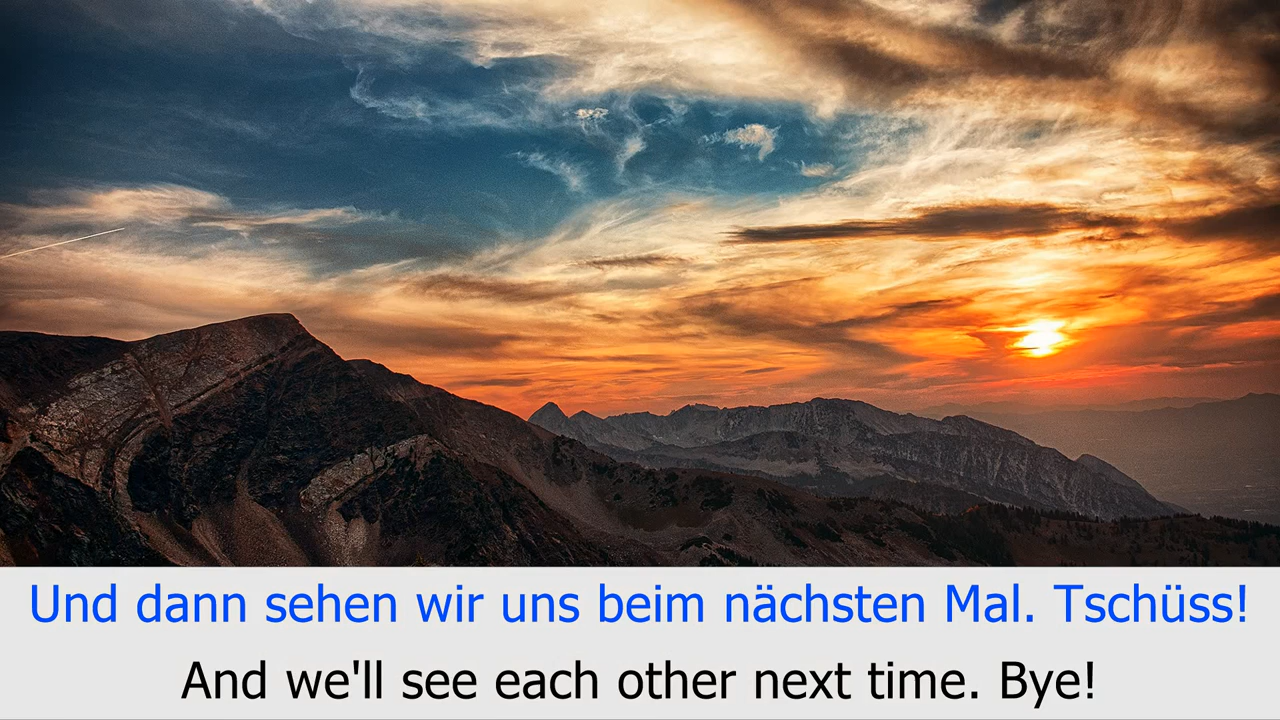 Und dann sehen wir uns beim nächsten Mal. Tschüss!
And we'll see each other next time. Bye!